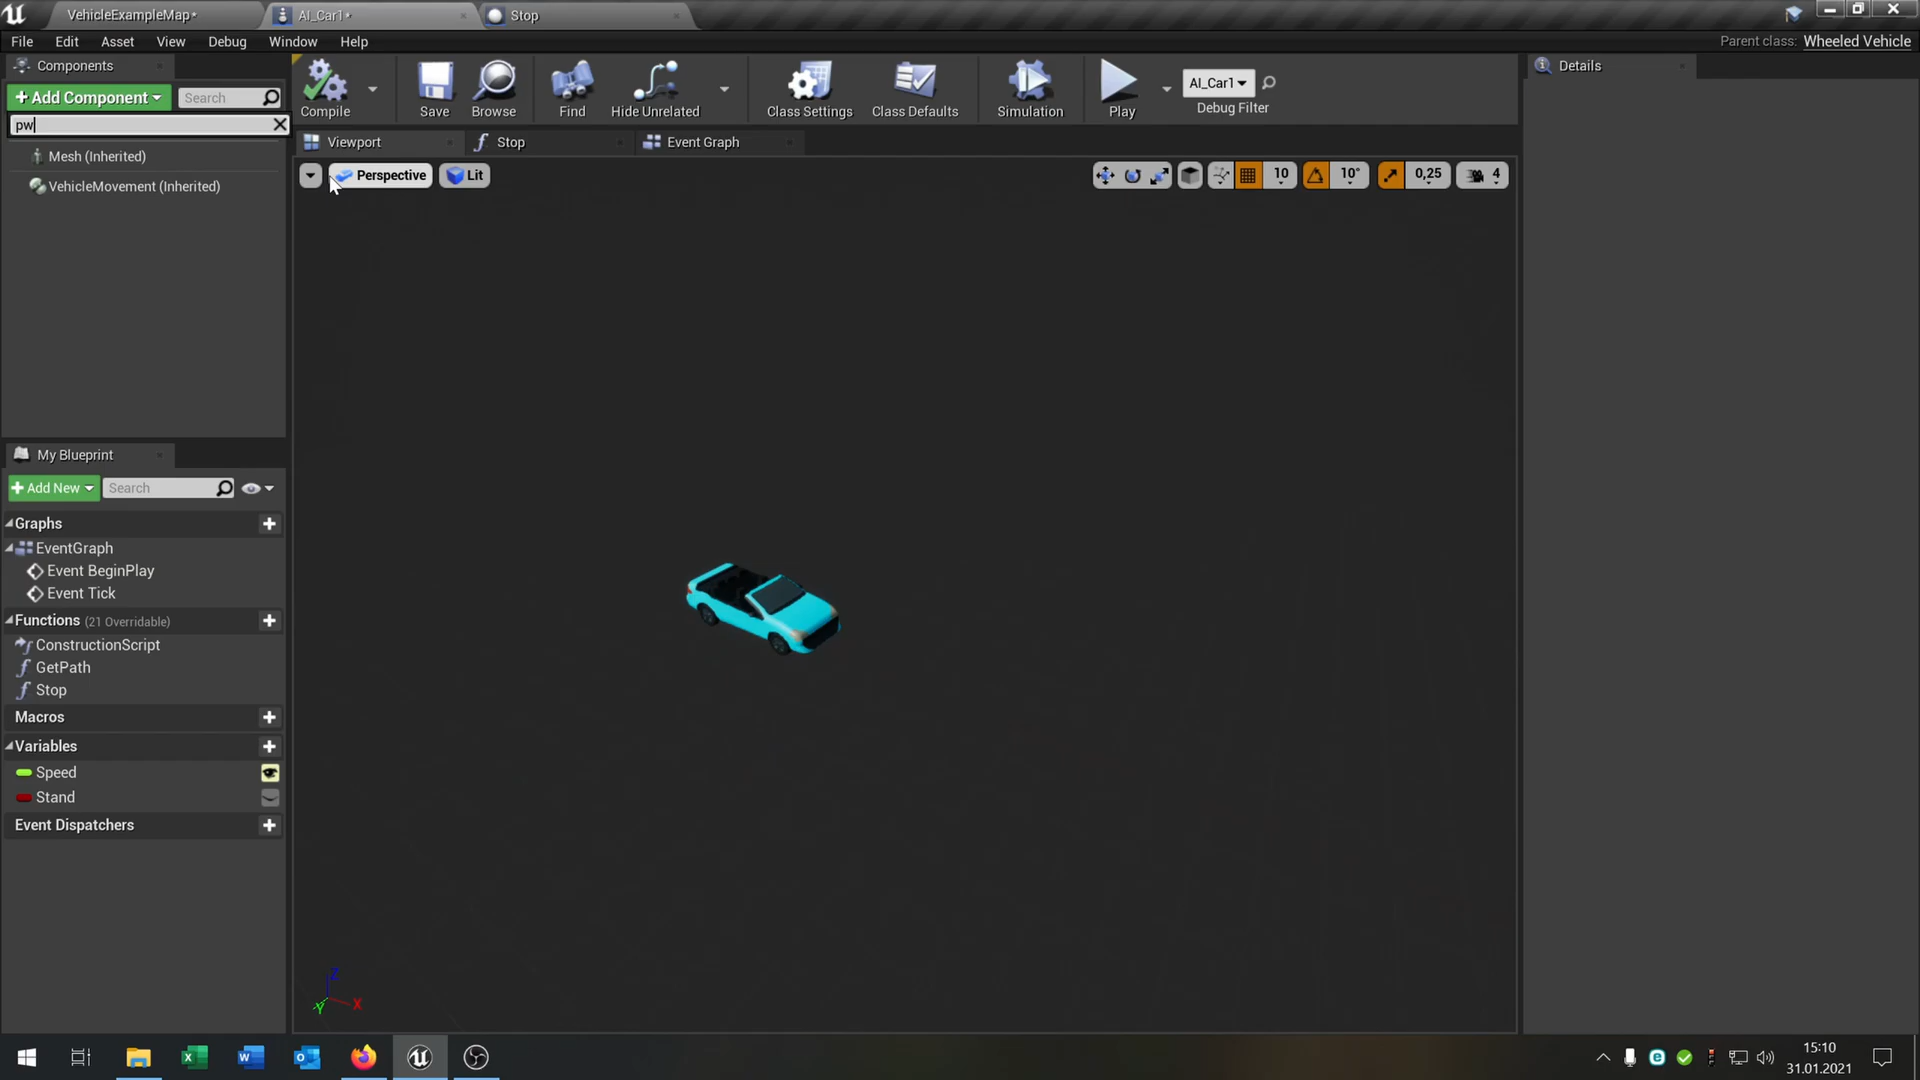 VehicleExampleMap*
AI_Car1*
Stop
File Edit Asset View Debug Window Help
Parent class: Wheeled Vehicle
Components
+ Add Component
Search
pw
Mesh (Inherited)
VehicleMovement (Inherited)
Compile
Save
Browse
Find
Hide Unrelated
Class Settings
Class Defaults
Simulation
Play
AI_Car1
Debug Filter
Details
Viewport
Stop
Event Graph
Perspective
Lit
10
10°
0,25
4
My Blueprint
+ Add New
Search
Graphs
EventGraph
Event BeginPlay
Event Tick
Functions (21 Overridable)
ConstructionScript
GetPath
Stop
Macros
Variables
Speed
Stand
Event Dispatchers
Z
Y
X
15:10
31.01.2021